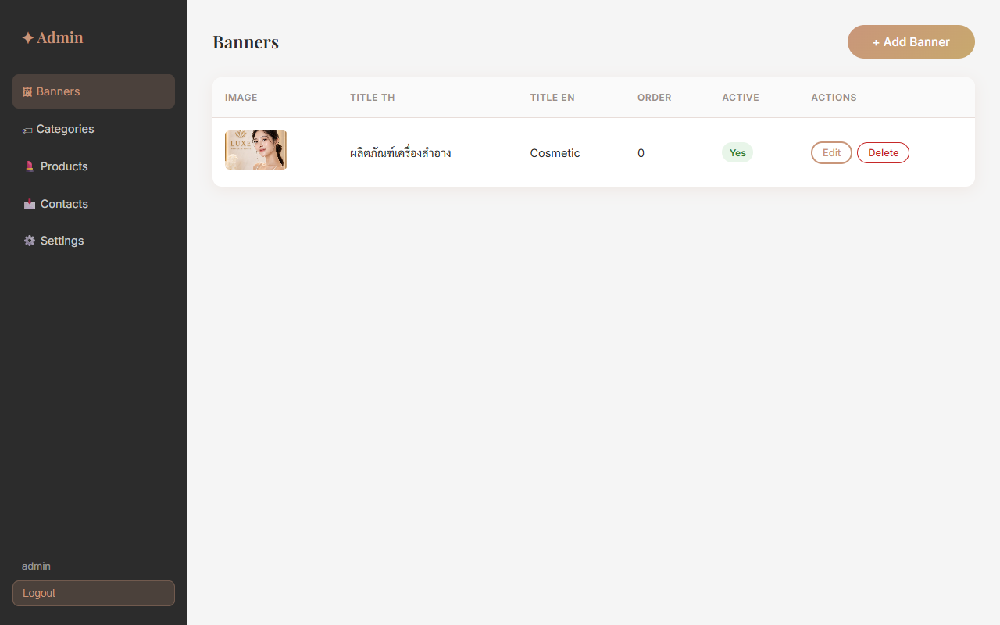 ✦ Admin
Banners
Categories
Products
Contacts
Settings
admin
Logout
Banners
+ Add Banner
IMAGE TITLE TH TITLE EN ORDER ACTIVE ACTIONS
LUXE
ผลิตภัณฑ์เครื่องสำอาง Cosmetic 0 Yes Edit Delete